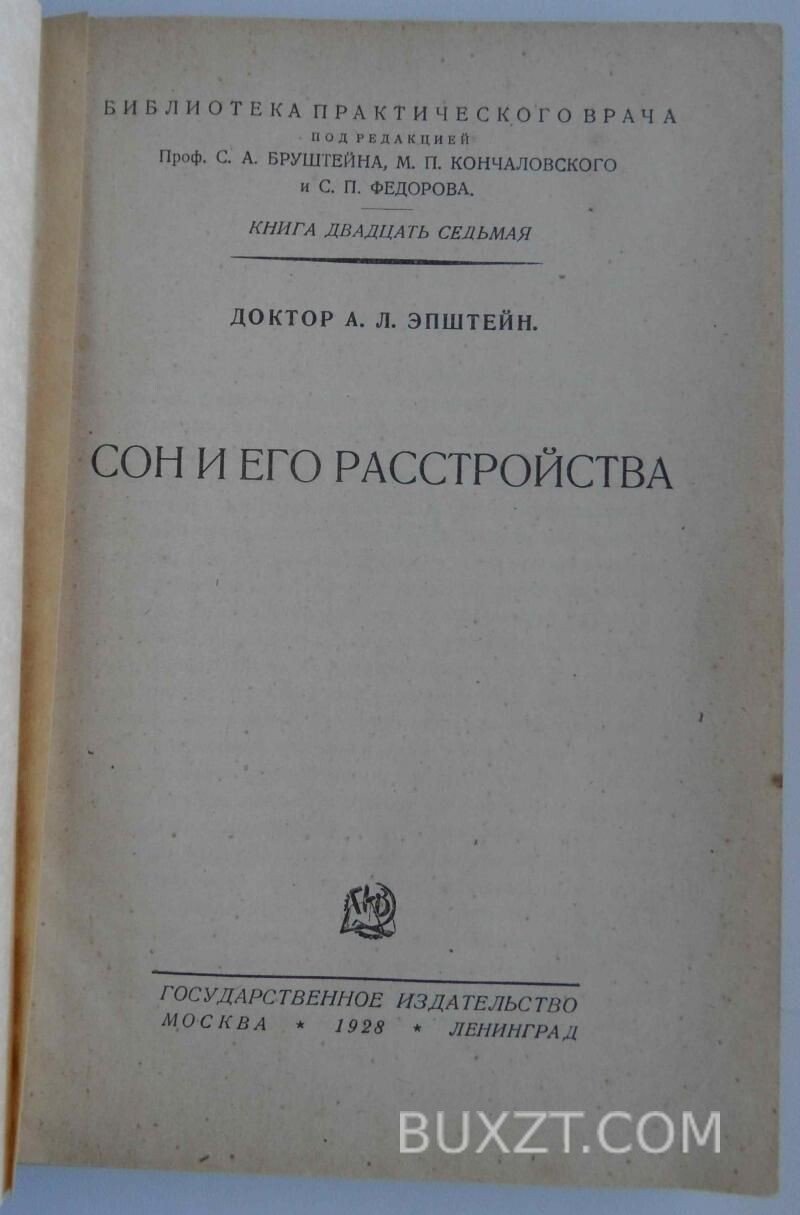 БИБЛИОТЕКА ПРАКТИЧЕСКОГО ВРАЧА
ПОД РЕДАКЦИЕЙ
Проф. С. А. БРУШТЕЙНА, М. П. КОНЧАЛОВСКОГО
и С. П. ФЕДОРОВА.
КНИГА ДВАДЦАТЬ СЕДЬМАЯ
ДОКТОР А. Л. ЭПШТЕЙН.
СОН И ЕГО РАССТРОЙСТВА
ГОСУДАРСТВЕННОЕ ИЗДАТЕЛЬСТВО
МОСКВА * 1928 * ЛЕНИНГРАД
BUXZT.COM